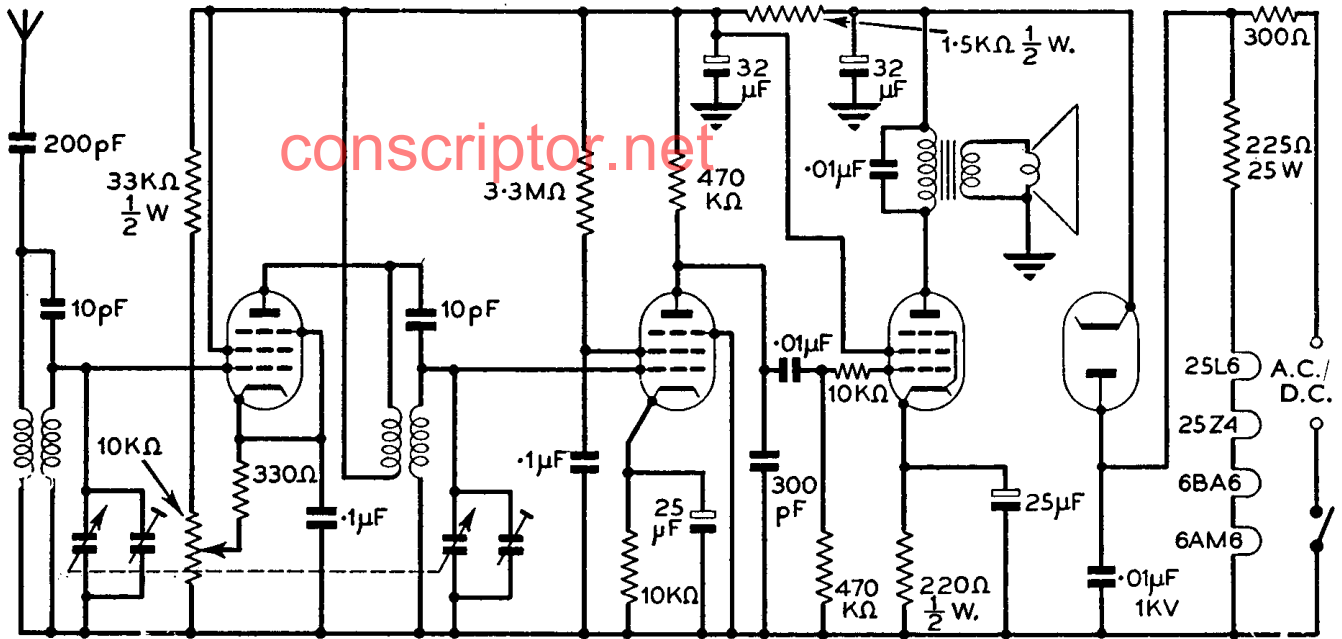 200pF
10pF
33KΩ
1/2 W
10KΩ
330Ω
.1µF
10pF
3.3MΩ
470
KΩ
.1µF
25
µF
10KΩ
32
µF
1.5KΩ 1/2 W.
32
µF
.01µF
.01µF
10KΩ
300
pF
470
KΩ
220Ω
1/2 W.
25µF
.01µF
1KV
300Ω
225Ω
25W
25L6
25Z4
6BA6
6AM6
A.C./
D.C.
conscriptor.net